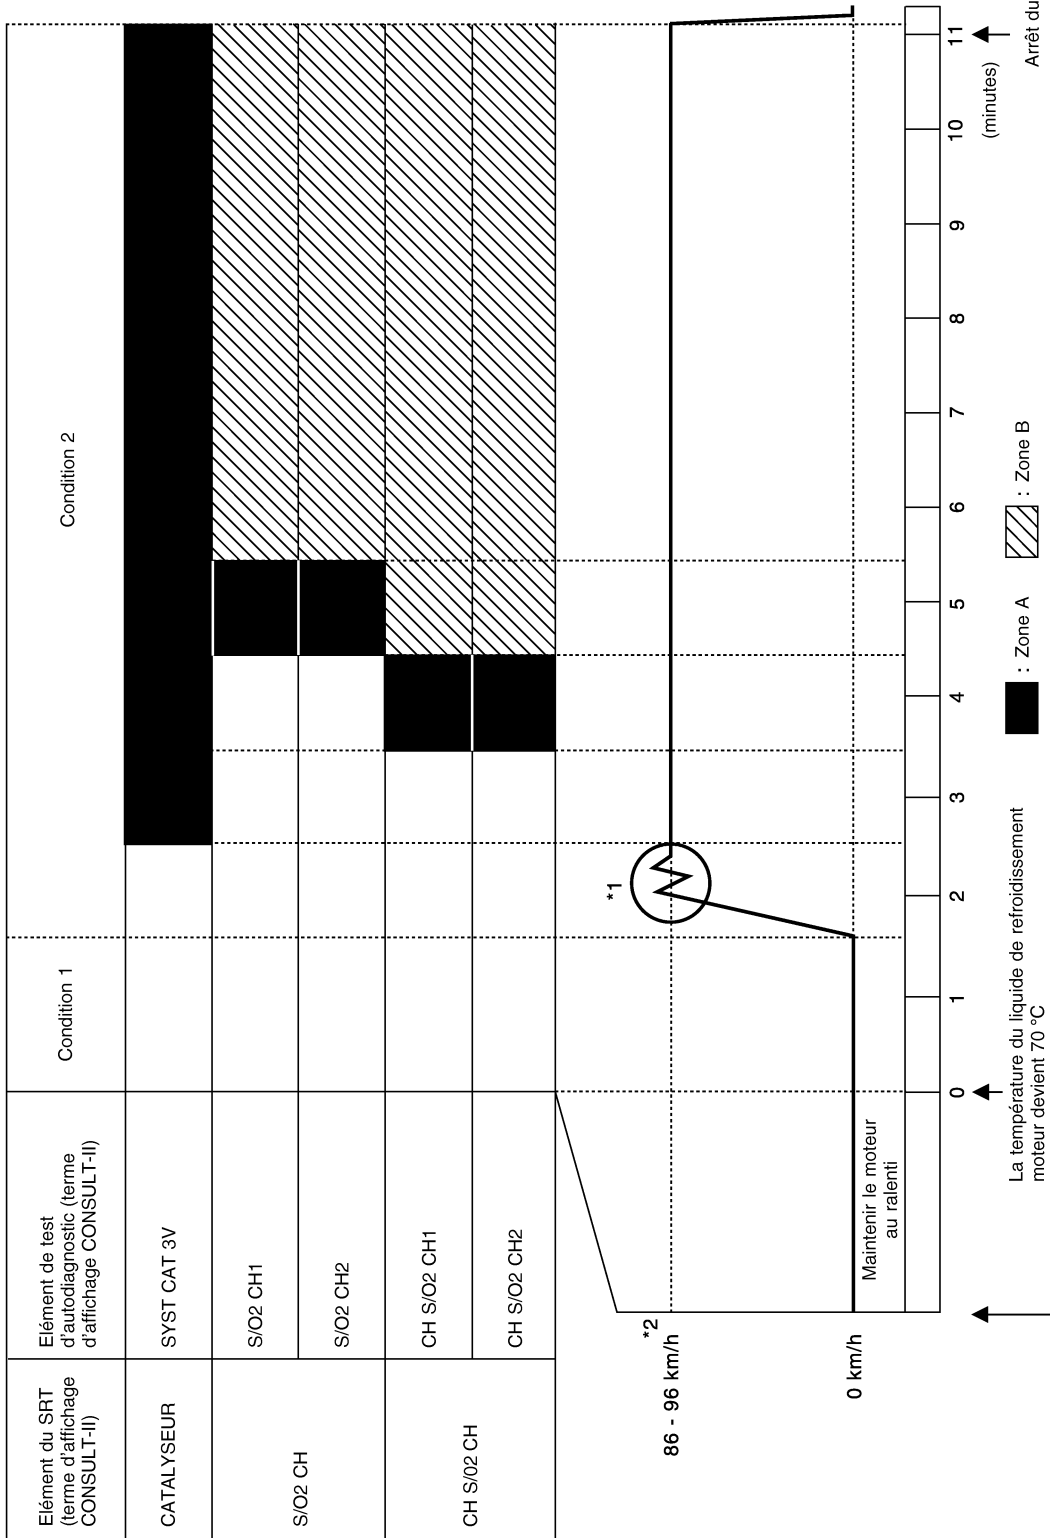 Elément du SRT
(terme d'affichage
CONSULT-II)
Elément de test
d'autodiagnostic (terme
d'affichage CONSULT-II)
Condition 1
Condition 2
CATALYSEUR
SYST CAT 3V
S/O2 CH
S/O2 CH1
S/O2 CH2
CH S/02 CH
CH S/O2 CH1
CH S/O2 CH2
*1
86 - 96 km/h
*2
0 km/h
Maintenir le moteur
au ralenti
0
1
2
3
4
5
6
7
8
9
10
11
(minutes)
La température du liquide de refroidissement
moteur devient 70 °C
: Zone A
: Zone B
Arrêt du